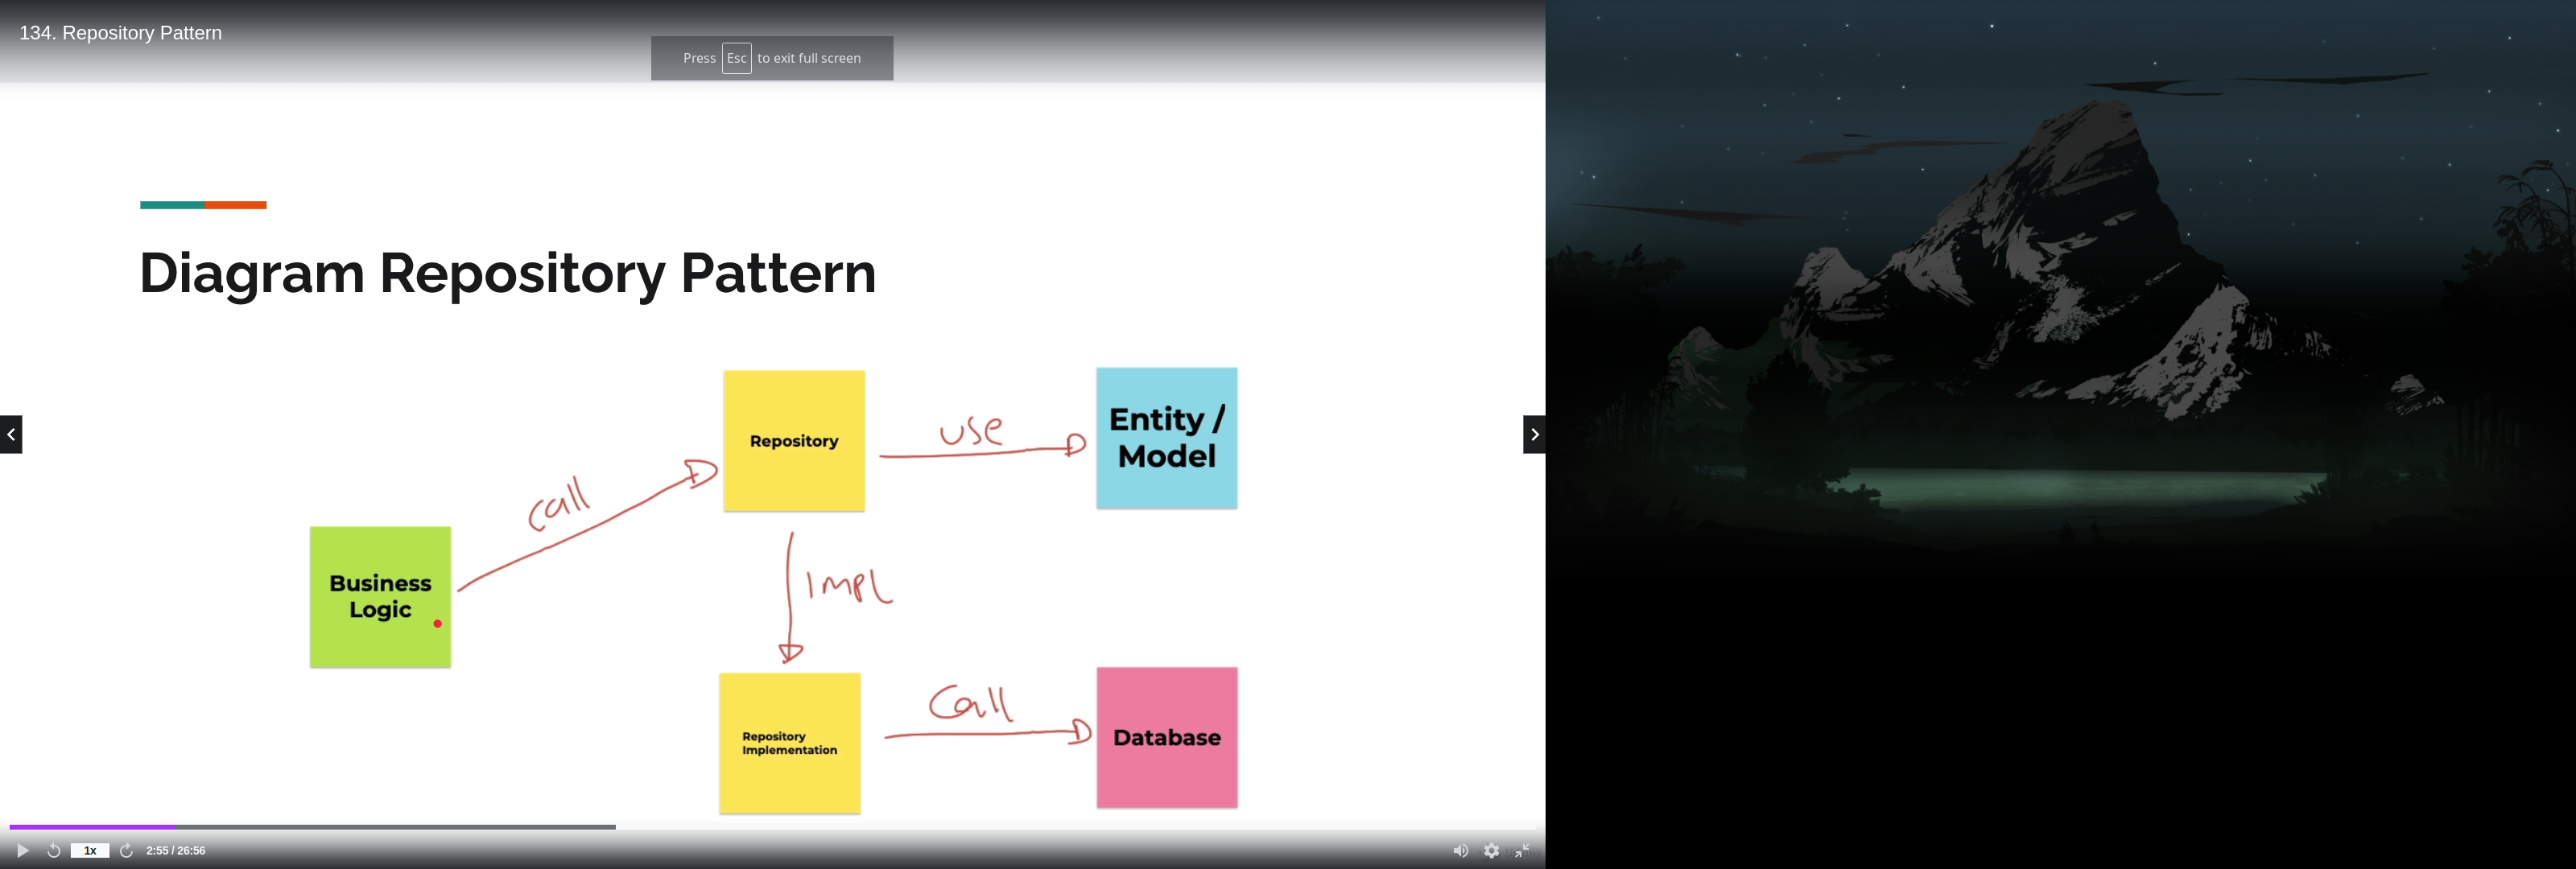 134. Repository Pattern
Press Esc to exit full screen
Diagram Repository Pattern
Repository
use
Entity /
Model
call
Business
Logic
Impl
Repository
Implementation
Call
Database
1x
2:55 / 26:56